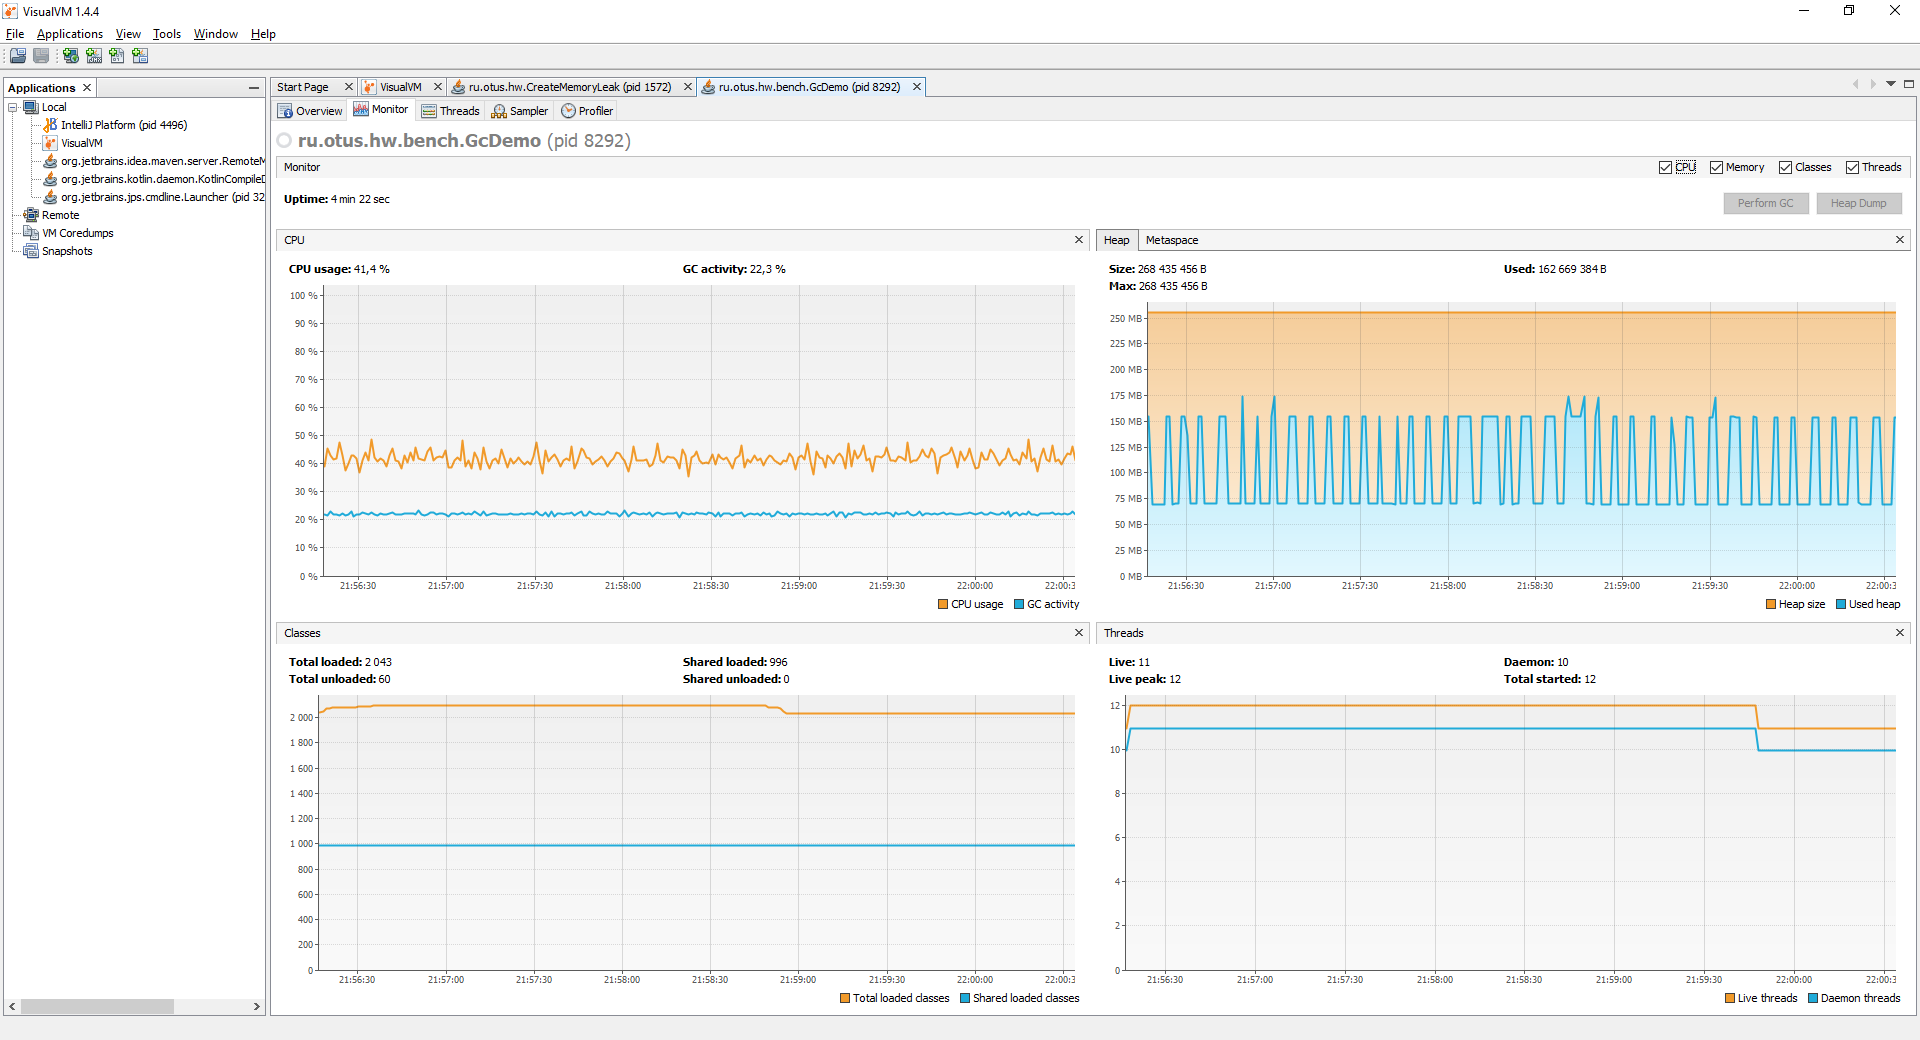 VisualVM 1.4.4
File Applications View Tools Window Help
Applications
Local
IntelliJ Platform (pid 4496)
VisualVM
org.jetbrains.idea.maven.server.RemoteM
org.jetbrains.kotlin.daemon.KotlinCompileD
org.jetbrains.jps.cmdline.Launcher (pid 32
Remote
VM Coredumps
Snapshots
Start Page VisualVM ru.otus.hw.CreateMemoryLeak (pid 1572) ru.otus.hw.bench.GcDemo (pid 8292)
Overview Monitor Threads Sampler Profiler
ru.otus.hw.bench.GcDemo (pid 8292)
Monitor CPU Memory Classes Threads
Uptime: 4 min 22 sec
Perform GC Heap Dump
CPU
CPU usage: 41,4 % GC activity: 22,3 %
100 %
90 %
80 %
70 %
60 %
50 %
40 %
30 %
20 %
10 %
0 %
21:56:30 21:57:00 21:57:30 21:58:00 21:58:30 21:59:00 21:59:30 22:00:00 22:00:3
CPU usage GC activity
Heap Metaspace
Size: 268 435 456 B Used: 162 669 384 B
Max: 268 435 456 B
250 MB
225 MB
200 MB
175 MB
150 MB
125 MB
100 MB
75 MB
50 MB
25 MB
0 MB
21:56:30 21:57:00 21:57:30 21:58:00 21:58:30 21:59:00 21:59:30 22:00:00 22:00:3
Heap size Used heap
Classes
Total loaded: 2 043 Shared loaded: 996
Total unloaded: 60 Shared unloaded: 0
2 000
1 800
1 600
1 400
1 200
1 000
800
600
400
200
0
21:56:30 21:57:00 21:57:30 21:58:00 21:58:30 21:59:00 21:59:30 22:00:00 22:00:3
Total loaded classes Shared loaded classes
Threads
Live: 11 Daemon: 10
Live peak: 12 Total started: 12
12
10
8
6
4
2
0
21:56:30 21:57:00 21:57:30 21:58:00 21:58:30 21:59:00 21:59:30 22:00:00 22:00:3
Live threads Daemon threads